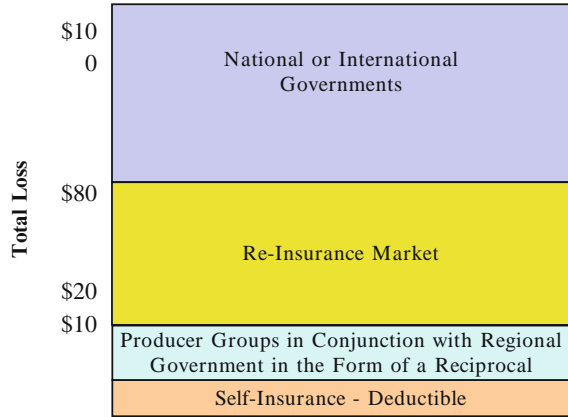 $10
0
National or International
Governments
Total Loss
$80
Re-Insurance Market
$20
$10
Producer Groups in Conjunction with Regional
Government in the Form of a Reciprocal
Self-Insurance - Deductible